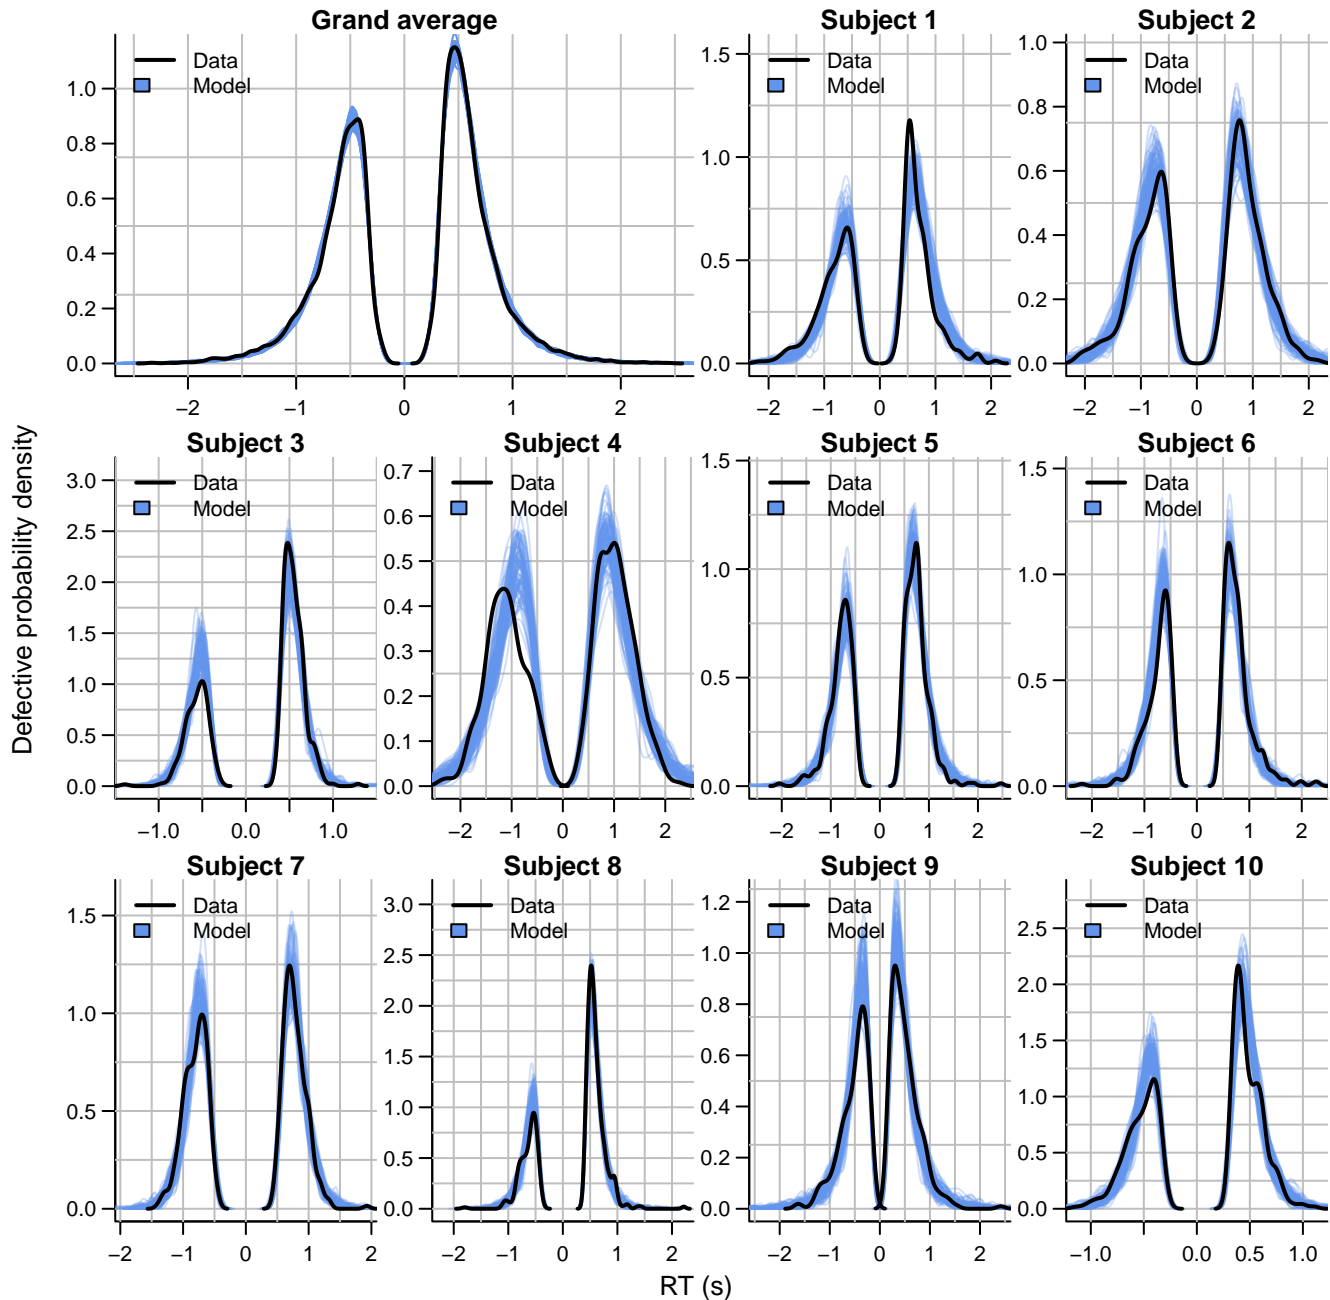 Grand average
Data
Model
0.0
0.2
0.4
0.6
0.8
1.0
−2 −1 0 1 2
Subject 1
Data
Model
0.0
0.5
1.0
1.5
−2 −1 0 1 2
Subject 2
Data
Model
0.0
0.2
0.4
0.6
0.8
1.0
−2 −1 0 1 2
Defective probability density
Subject 3
Data
Model
0.0
0.5
1.0
1.5
2.0
2.5
3.0
−1.0 0.0 1.0
Subject 4
Data
Model
0.0
0.1
0.2
0.3
0.4
0.5
0.6
0.7
−2 −1 0 1 2
Subject 5
Data
Model
0.0
0.5
1.0
1.5
−2 −1 0 1 2
Subject 6
Data
Model
0.0
0.5
1.0
1.5
−2 −1 0 1 2
Subject 7
Data
Model
0.0
0.5
1.0
1.5
−2 −1 0 1 2
Subject 8
Data
Model
0.0
0.5
1.0
1.5
2.0
2.5
3.0
−2 −1 0 1 2
Subject 9
Data
Model
0.0
0.2
0.4
0.6
0.8
1.0
1.2
−2 −1 0 1 2
Subject 10
Data
Model
0.0
0.5
1.0
1.5
2.0
2.5
−1.0 0.0 0.5 1.0
RT (s)